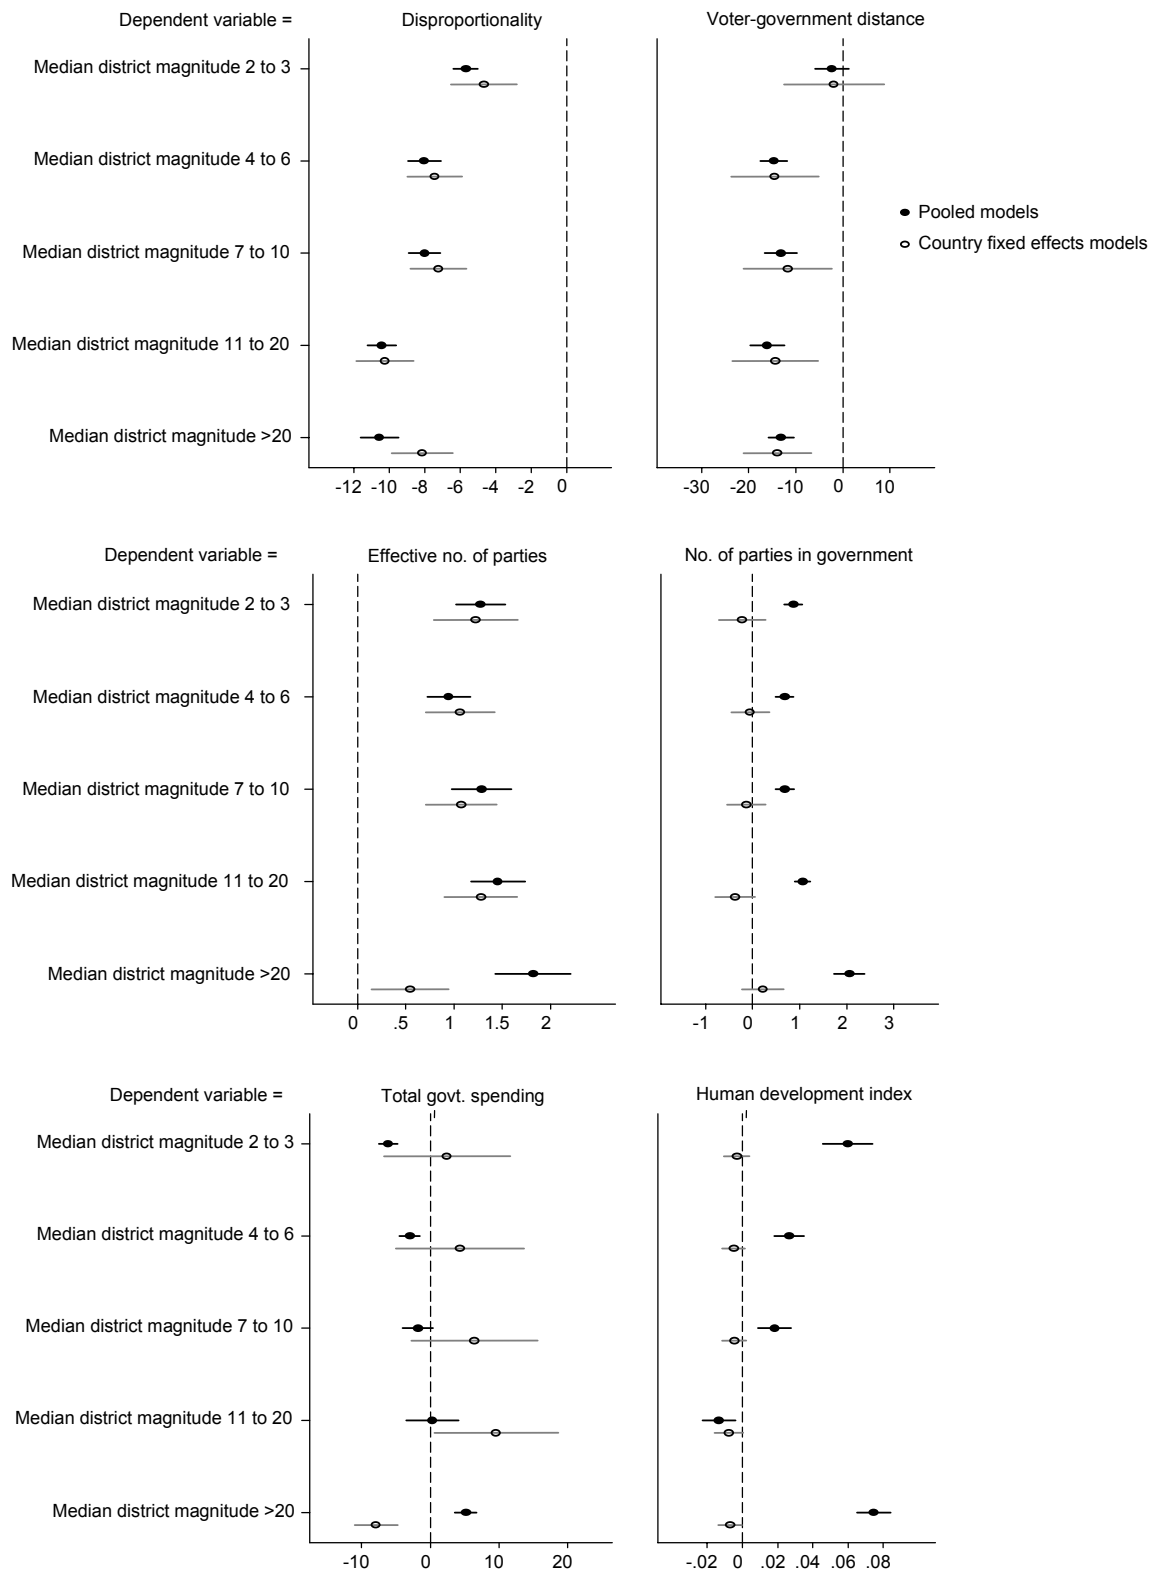 Dependent variable = Disproportionality Voter-government distance
Median district magnitude 2 to 3
Median district magnitude 4 to 6
Pooled models
Country fixed effects models
Median district magnitude 7 to 10
Median district magnitude 11 to 20
Median district magnitude >20
-12 -10 -8 -6 -4 -2 0 -30 -20 -10 0 10
Dependent variable = Effective no. of parties No. of parties in government
Median district magnitude 2 to 3
Median district magnitude 4 to 6
Median district magnitude 7 to 10
Median district magnitude 11 to 20
Median district magnitude >20
0 .5 1 1.5 2 -1 0 1 2 3
Dependent variable = Total govt. spending Human development index
Median district magnitude 2 to 3
Median district magnitude 4 to 6
Median district magnitude 7 to 10
Median district magnitude 11 to 20
Median district magnitude >20
-10 0 10 20 -.02 0 .02 .04 .06 .08